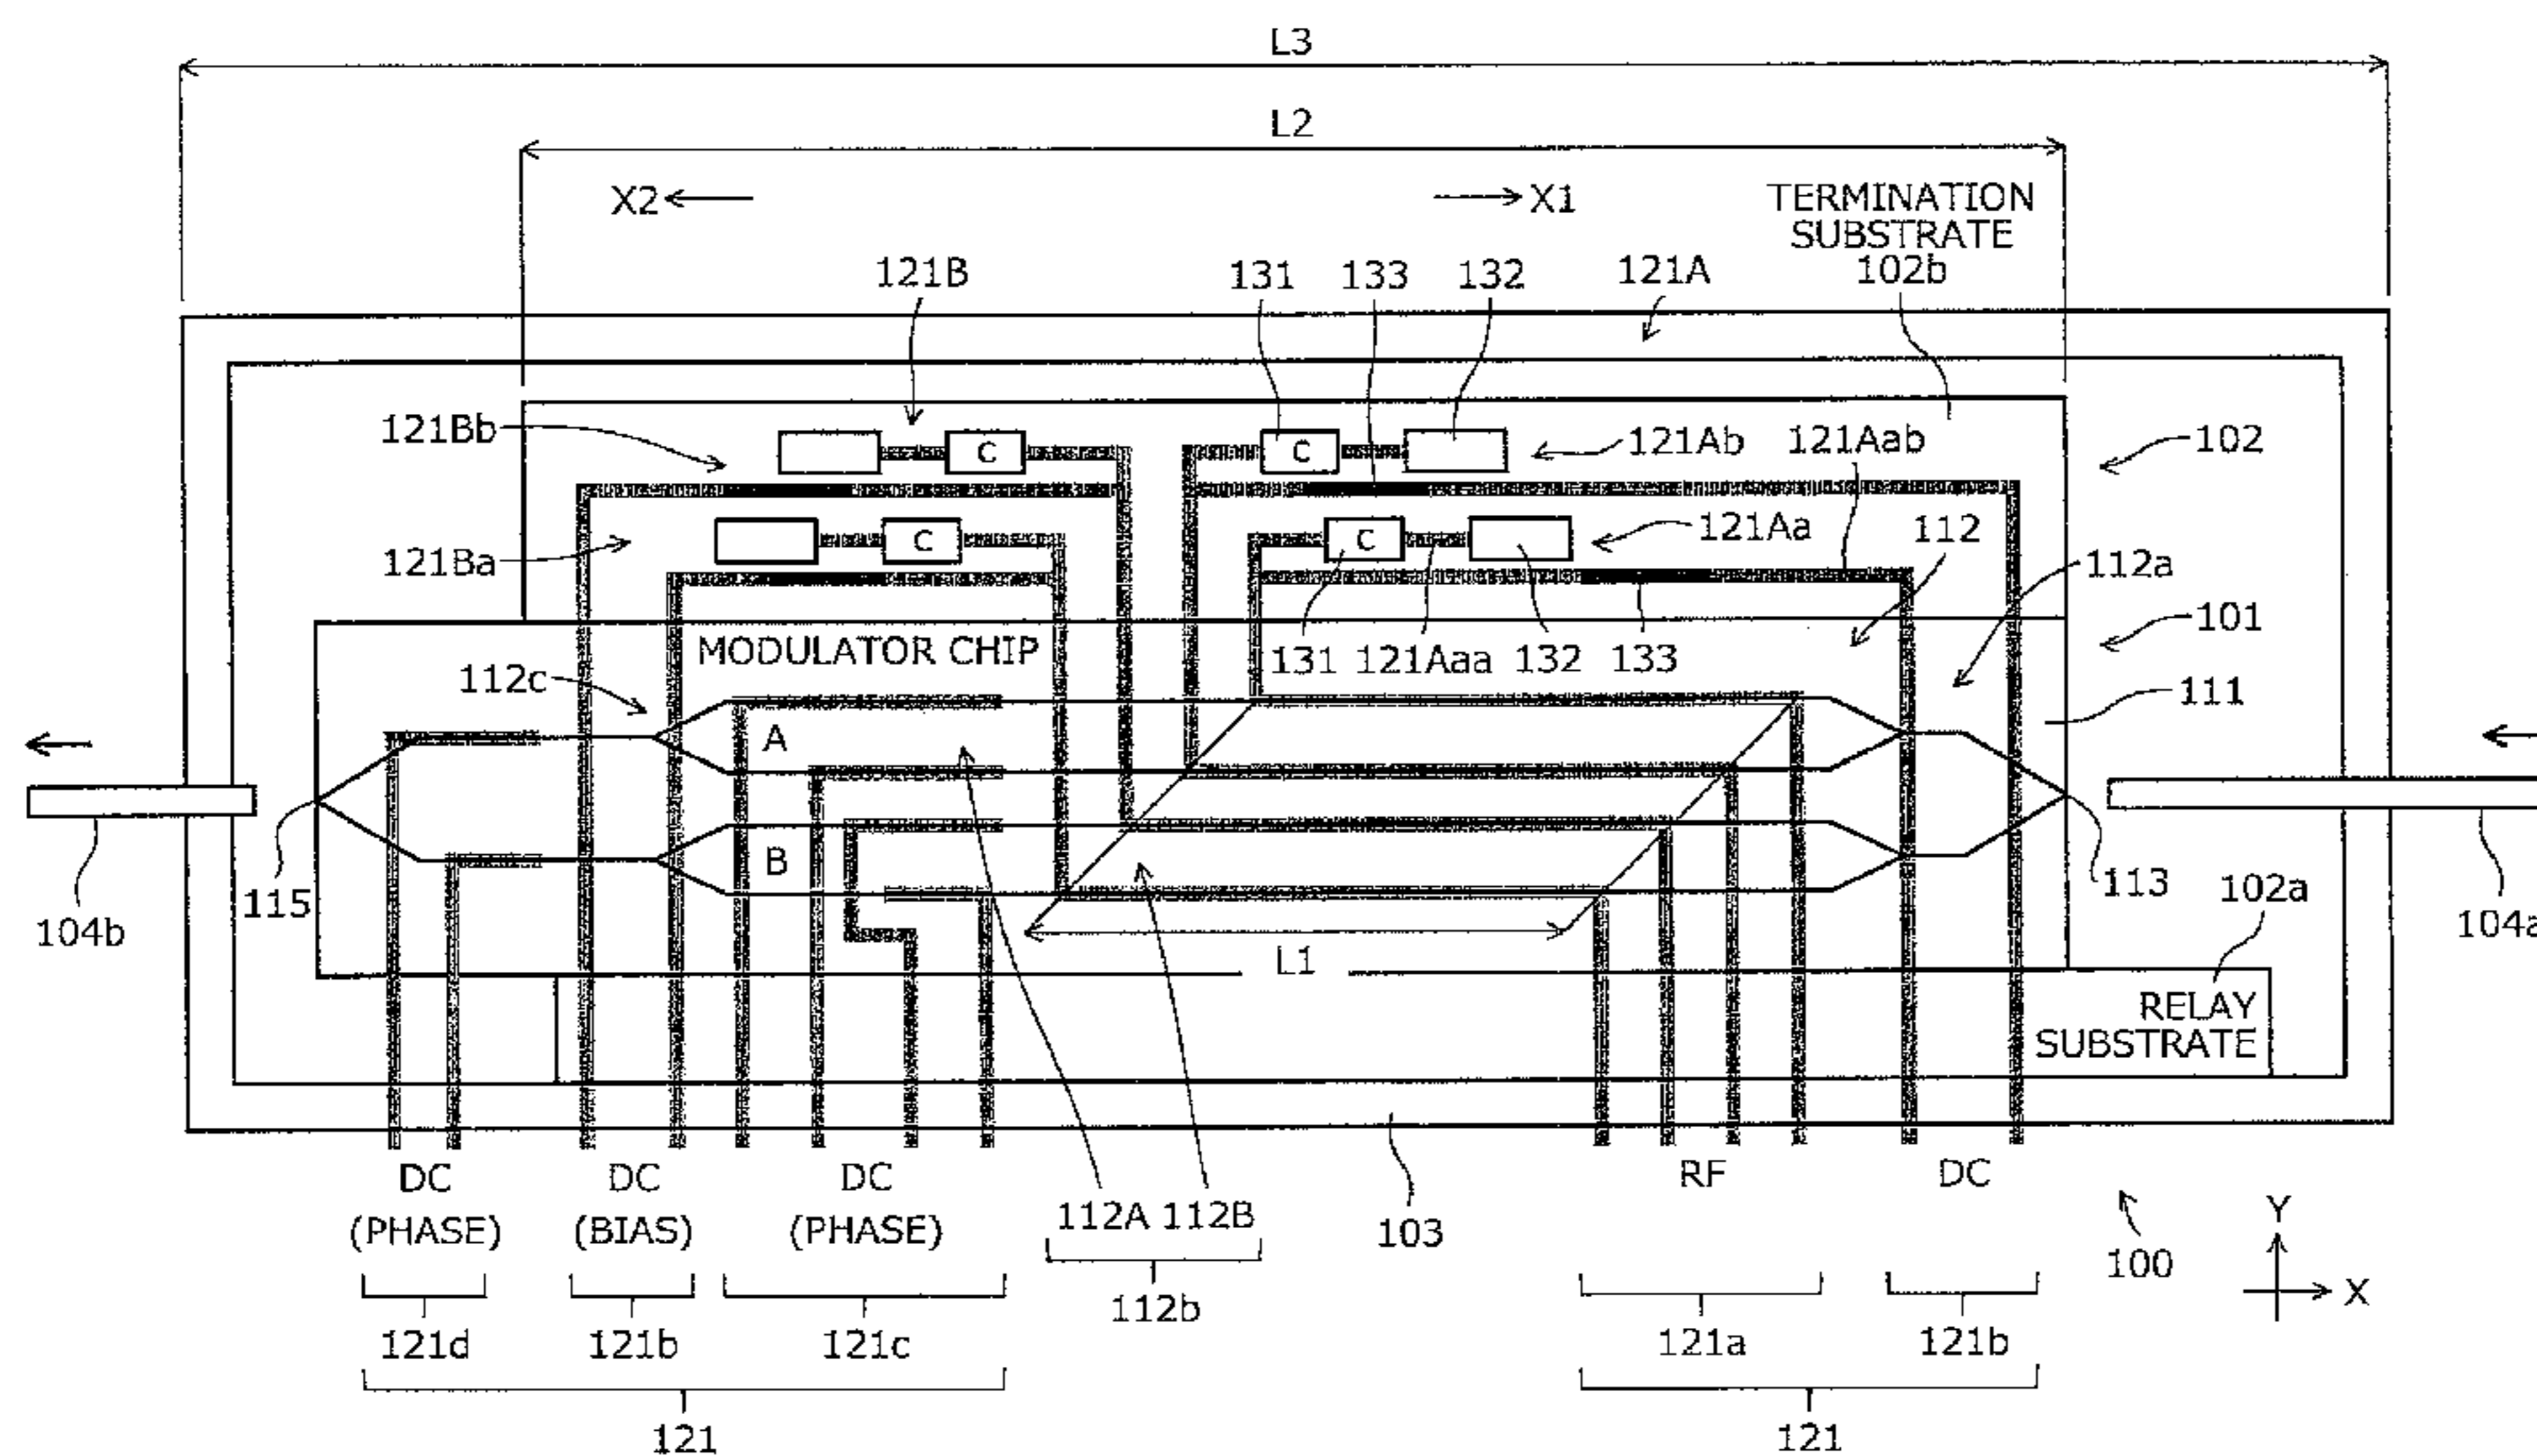 L3
L2
X2
X1
TERMINATION
SUBSTRATE
121B
131
133
132
121A
102b
121Bb
C
C
121Ab
121Aab
102
121Ba
C
C
121Aa
112
112a
MODULATOR CHIP
131
121Aaa
132
133
101
112c
111
A
B
115
113
102a
104b
104a
L1
RELAY
SUBSTRATE
DC
DC
DC
RF
DC
(PHASE)
(BIAS)
(PHASE)
112A
112B
103
Y
100
X
121d
121b
121c
112b
121a
121b
121
121